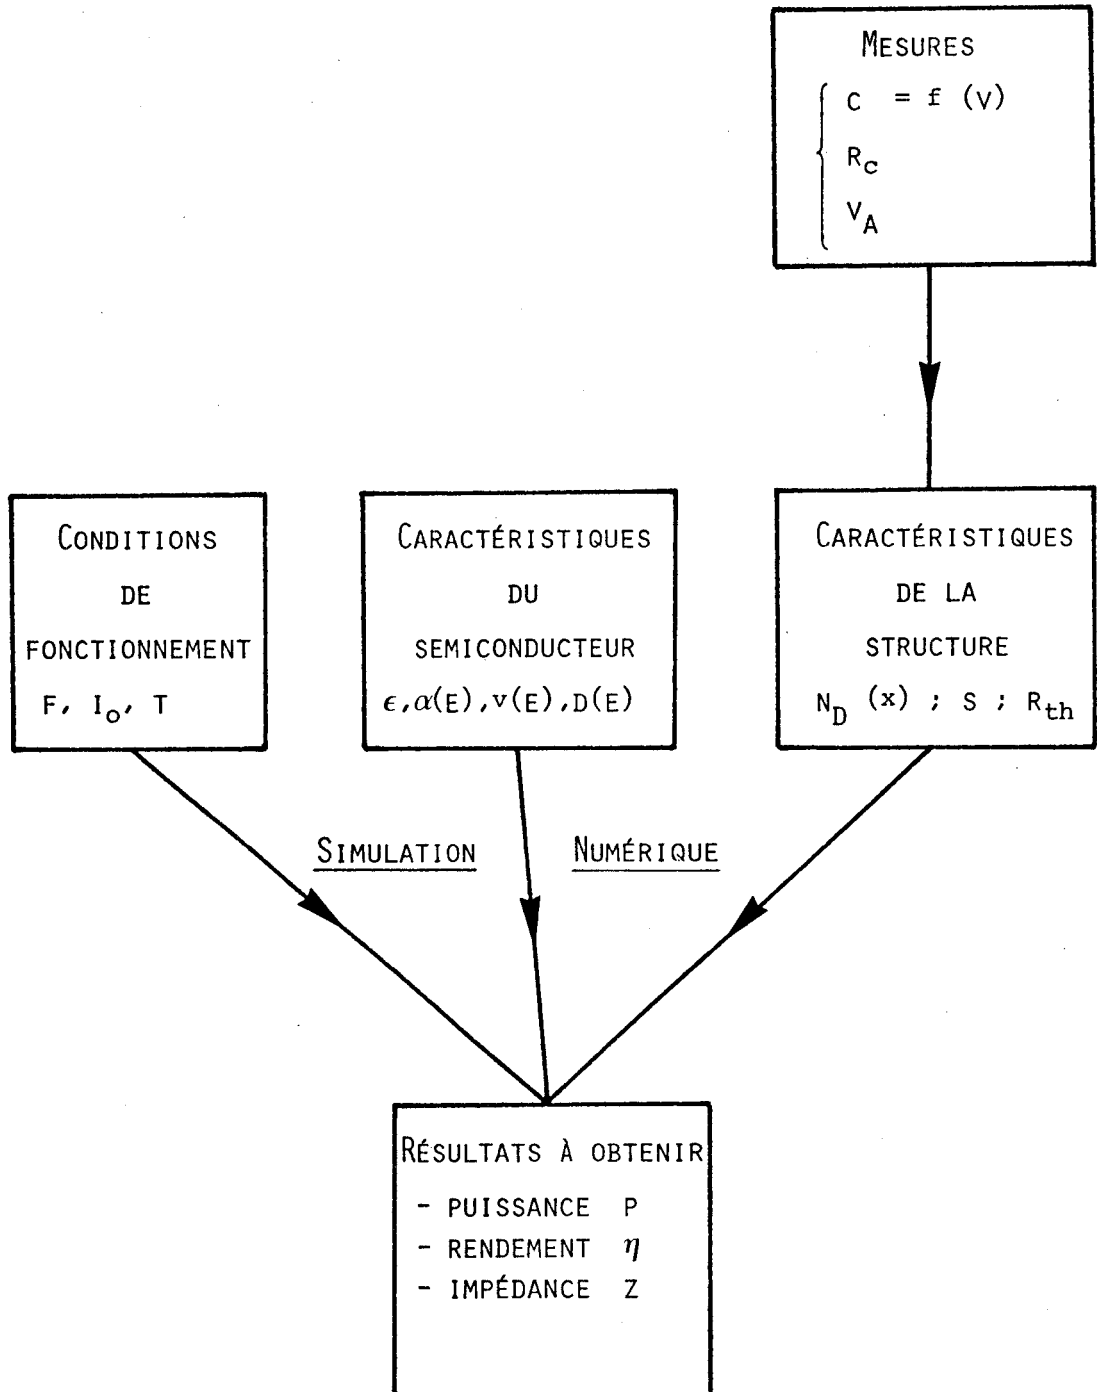 MESURES
C = f (V)
R_c
V_A
CONDITIONS
DE
FONCTIONNEMENT
F, I_o, T
CARACTÉRISTIQUES
DU
SEMICONDUCTEUR
ϵ,α(E),v(E),D(E)
CARACTÉRISTIQUES
DE LA
STRUCTURE
N_D (x) ; S ; R_th
SIMULATION NUMÉRIQUE
RÉSULTATS À OBTENIR
- PUISSANCE P
- RENDEMENT η
- IMPÉDANCE Z